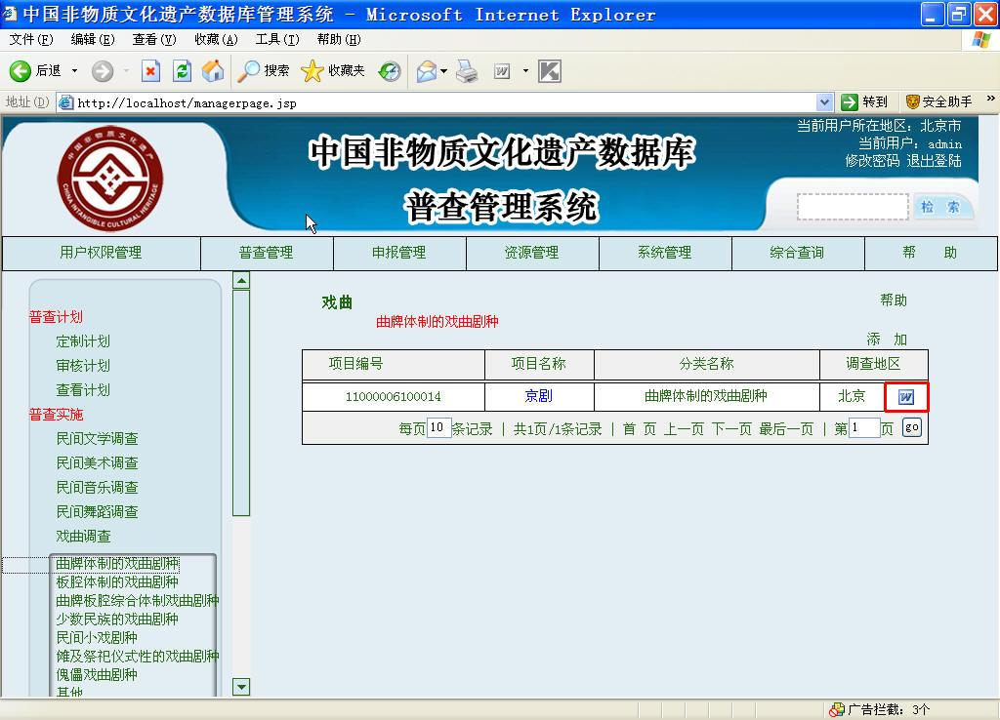 中国非物质文化遗产数据库管理系统 - Microsoft Internet Explorer
文件(F) 编辑(E) 查看(V) 收藏(A) 工具(T) 帮助(H)
后退 搜索 收藏夹
地址(D) http://localhost/managerpage.jsp 转到 安全助手 »
当前用户所在地区: 北京市
当前用户: admin
修改密码 退出登陆
中国非物质文化遗产数据库
普查管理系统
中国非物质文化遗产
CHINA INTANGIBLE CULTURAL HERITAGE
检 索
用户权限管理 普查管理 申报管理 资源管理 系统管理 综合查询 帮 助
普查计划
定制计划
审核计划
查看计划
普查实施
民间文学调查
民间美术调查
民间音乐调查
民间舞蹈调查
戏曲调查
曲牌体制的戏曲剧种
板腔体制的戏曲剧种
曲牌板腔综合体制戏曲剧种
少数民族的戏曲剧种
民间小戏剧种
傩及祭祀仪式性的戏曲剧种
傀儡戏曲剧种
其他
戏曲
帮助
曲牌体制的戏曲剧种
添 加
项目编号 项目名称 分类名称 调查地区
11000006100014 京剧 曲牌体制的戏曲剧种 北京 W
每页 10 条记录 | 共1页/1条记录 | 首 页 上一页 下一页 最后一页 | 第 1 页 go
广告拦截: 3个